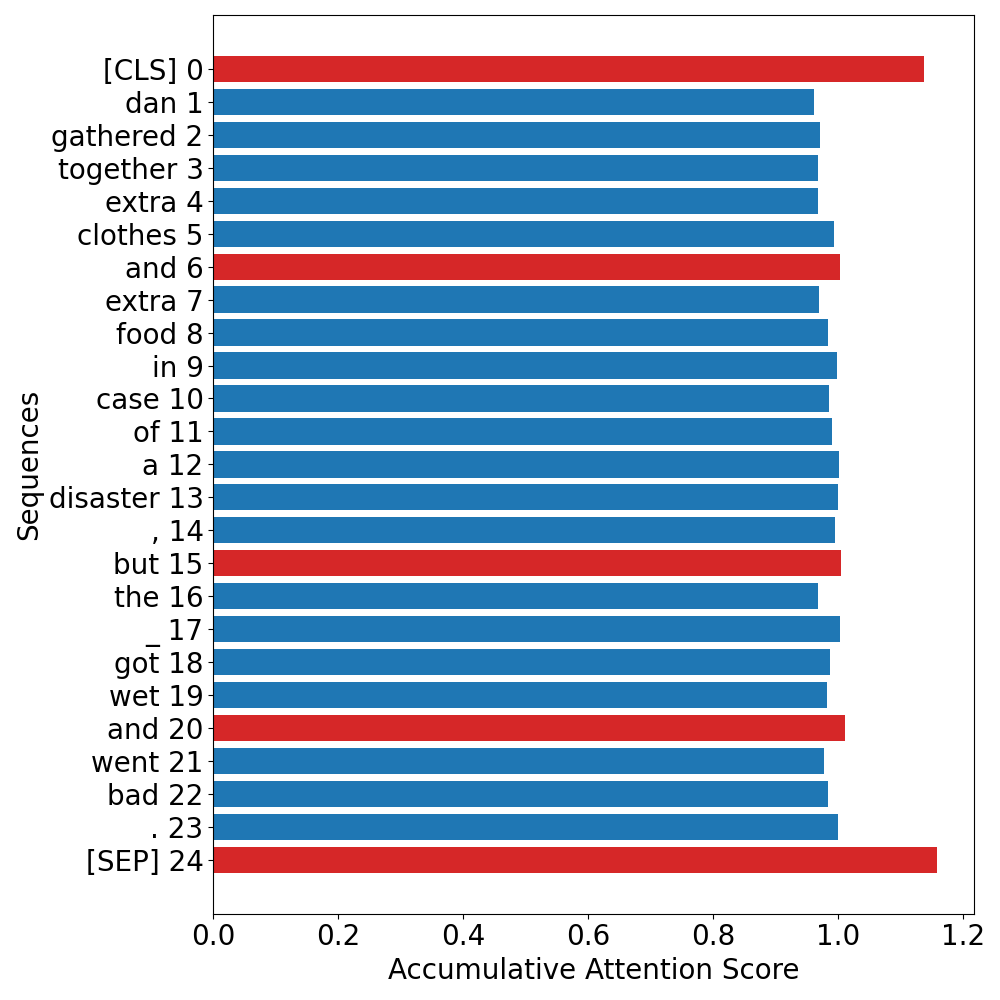 [CLS] 0
dan 1
gathered 2
together 3
extra 4
clothes 5
and 6
extra 7
food 8
in 9
case 10
of 11
a 12
disaster 13
, 14
but 15
the 16
_ 17
got 18
wet 19
and 20
went 21
bad 22
. 23
[SEP] 24
Sequences
0.0 0.2 0.4 0.6 0.8 1.0 1.2
Accumulative Attention Score